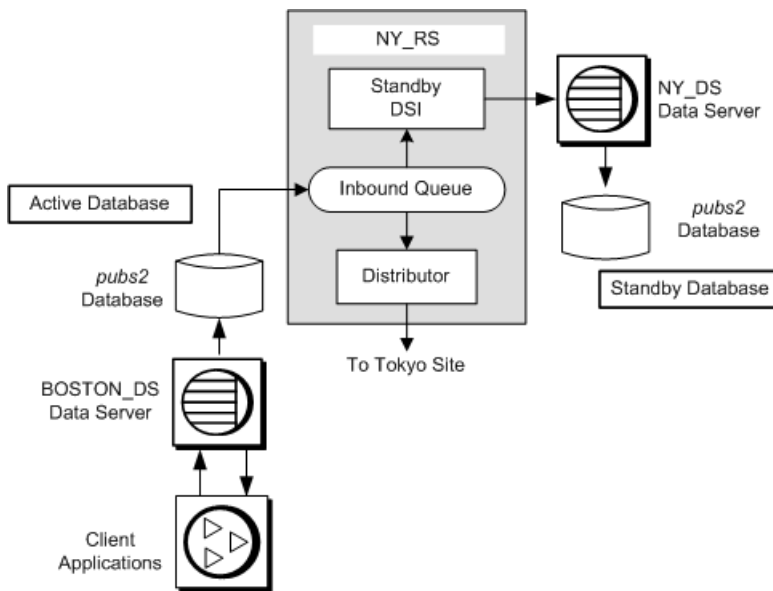 NY_RS
Standby
DSI
NY_DS
Data Server
Inbound Queue
Active Database
pubs2
Database
pubs2
Database
Distributor
Standby Database
To Tokyo Site
BOSTON_DS
Data Server
Client
Applications